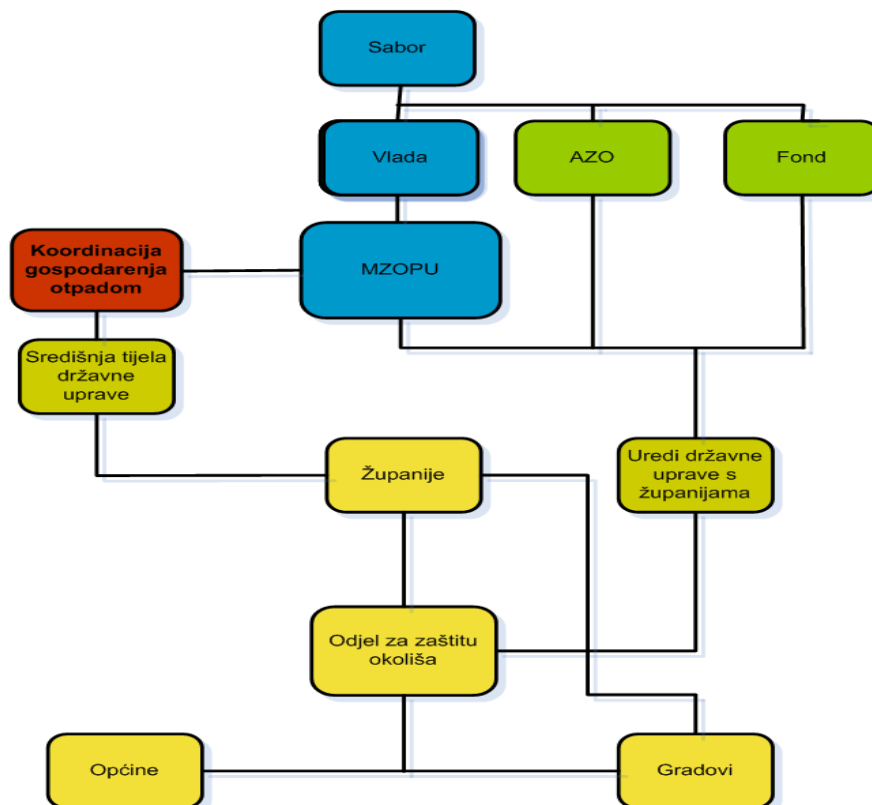 Sabor
Vlada
AZO
Fond
Koordinacija
gospodarenja
otpadom
MZOPU
Središnja tijela
državne
uprave
Županije
Uredi državne
uprave s
županijama
Odjel za zaštitu
okoliša
Općine
Gradovi